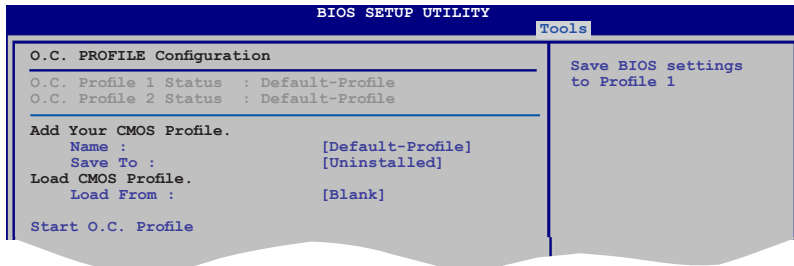 BIOS SETUP UTILITY
Tools
O.C. PROFILE Configuration
O.C. Profile 1 Status : Default-Profile
O.C. Profile 2 Status : Default-Profile
Add Your CMOS Profile.
Name : [Default-Profile]
Save To : [Uninstalled]
Load CMOS Profile.
Load From : [Blank]
Start O.C. Profile
Save BIOS settings
to Profile 1